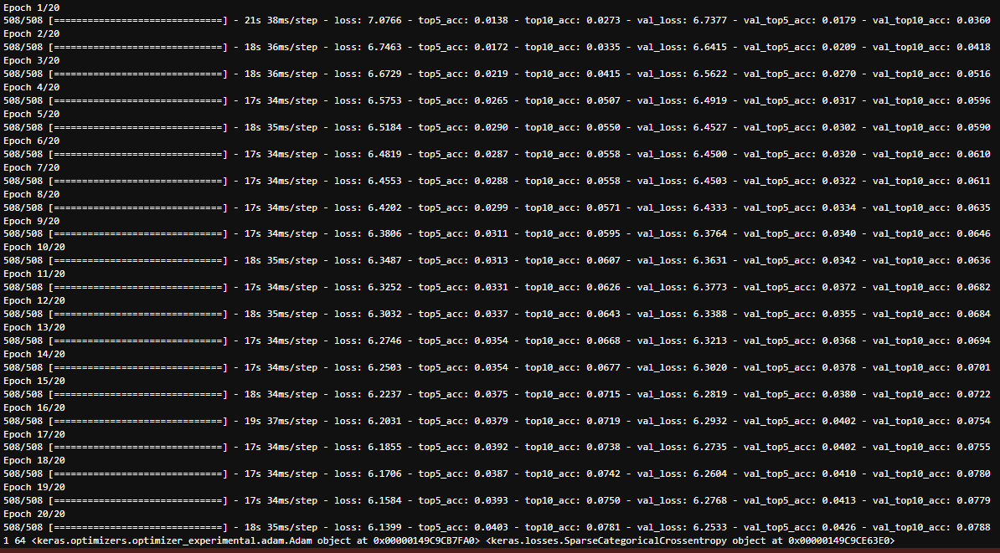 Epoch 1/20
508/508 [==============================] - 21s 38ms/step - loss: 7.0766 - top5_acc: 0.0138 - top10_acc: 0.0273 - val_loss: 6.7377 - val_top5_acc: 0.0179 - val_top10_acc: 0.0360
Epoch 2/20
508/508 [==============================] - 18s 36ms/step - loss: 6.7463 - top5_acc: 0.0172 - top10_acc: 0.0335 - val_loss: 6.6415 - val_top5_acc: 0.0209 - val_top10_acc: 0.0418
Epoch 3/20
508/508 [==============================] - 18s 36ms/step - loss: 6.6729 - top5_acc: 0.0219 - top10_acc: 0.0415 - val_loss: 6.5622 - val_top5_acc: 0.0270 - val_top10_acc: 0.0516
Epoch 4/20
508/508 [==============================] - 17s 34ms/step - loss: 6.5753 - top5_acc: 0.0265 - top10_acc: 0.0507 - val_loss: 6.4919 - val_top5_acc: 0.0317 - val_top10_acc: 0.0596
Epoch 5/20
508/508 [==============================] - 18s 35ms/step - loss: 6.5184 - top5_acc: 0.0290 - top10_acc: 0.0550 - val_loss: 6.4527 - val_top5_acc: 0.0302 - val_top10_acc: 0.0590
Epoch 6/20
508/508 [==============================] - 17s 34ms/step - loss: 6.4819 - top5_acc: 0.0287 - top10_acc: 0.0558 - val_loss: 6.4500 - val_top5_acc: 0.0320 - val_top10_acc: 0.0610
Epoch 7/20
508/508 [==============================] - 17s 34ms/step - loss: 6.4553 - top5_acc: 0.0288 - top10_acc: 0.0558 - val_loss: 6.4503 - val_top5_acc: 0.0322 - val_top10_acc: 0.0611
Epoch 8/20
508/508 [==============================] - 17s 34ms/step - loss: 6.4202 - top5_acc: 0.0299 - top10_acc: 0.0571 - val_loss: 6.4333 - val_top5_acc: 0.0334 - val_top10_acc: 0.0635
Epoch 9/20
508/508 [==============================] - 17s 34ms/step - loss: 6.3806 - top5_acc: 0.0311 - top10_acc: 0.0595 - val_loss: 6.3764 - val_top5_acc: 0.0340 - val_top10_acc: 0.0646
Epoch 10/20
508/508 [==============================] - 18s 35ms/step - loss: 6.3487 - top5_acc: 0.0313 - top10_acc: 0.0607 - val_loss: 6.3631 - val_top5_acc: 0.0342 - val_top10_acc: 0.0636
Epoch 11/20
508/508 [==============================] - 17s 34ms/step - loss: 6.3252 - top5_acc: 0.0331 - top10_acc: 0.0626 - val_loss: 6.3773 - val_top5_acc: 0.0372 - val_top10_acc: 0.0682
Epoch 12/20
508/508 [==============================] - 18s 35ms/step - loss: 6.3032 - top5_acc: 0.0337 - top10_acc: 0.0643 - val_loss: 6.3388 - val_top5_acc: 0.0355 - val_top10_acc: 0.0684
Epoch 13/20
508/508 [==============================] - 17s 34ms/step - loss: 6.2746 - top5_acc: 0.0354 - top10_acc: 0.0668 - val_loss: 6.3213 - val_top5_acc: 0.0368 - val_top10_acc: 0.0694
Epoch 14/20
508/508 [==============================] - 17s 34ms/step - loss: 6.2503 - top5_acc: 0.0354 - top10_acc: 0.0677 - val_loss: 6.3020 - val_top5_acc: 0.0378 - val_top10_acc: 0.0701
Epoch 15/20
508/508 [==============================] - 18s 34ms/step - loss: 6.2237 - top5_acc: 0.0375 - top10_acc: 0.0715 - val_loss: 6.2819 - val_top5_acc: 0.0380 - val_top10_acc: 0.0722
Epoch 16/20
508/508 [==============================] - 19s 37ms/step - loss: 6.2031 - top5_acc: 0.0379 - top10_acc: 0.0719 - val_loss: 6.2932 - val_top5_acc: 0.0402 - val_top10_acc: 0.0754
Epoch 17/20
508/508 [==============================] - 17s 34ms/step - loss: 6.1855 - top5_acc: 0.0392 - top10_acc: 0.0738 - val_loss: 6.2735 - val_top5_acc: 0.0402 - val_top10_acc: 0.0755
Epoch 18/20
508/508 [==============================] - 17s 34ms/step - loss: 6.1706 - top5_acc: 0.0387 - top10_acc: 0.0742 - val_loss: 6.2604 - val_top5_acc: 0.0410 - val_top10_acc: 0.0780
Epoch 19/20
508/508 [==============================] - 17s 34ms/step - loss: 6.1584 - top5_acc: 0.0393 - top10_acc: 0.0750 - val_loss: 6.2768 - val_top5_acc: 0.0413 - val_top10_acc: 0.0779
Epoch 20/20
508/508 [==============================] - 18s 35ms/step - loss: 6.1399 - top5_acc: 0.0403 - top10_acc: 0.0781 - val_loss: 6.2533 - val_top5_acc: 0.0426 - val_top10_acc: 0.0788
1 64 <keras.optimizers.optimizer_experimental.adam.Adam object at 0x00000149C9CB7FA0> <keras.losses.SparseCategoricalCrossentropy object at 0x00000149C9CE63E0>